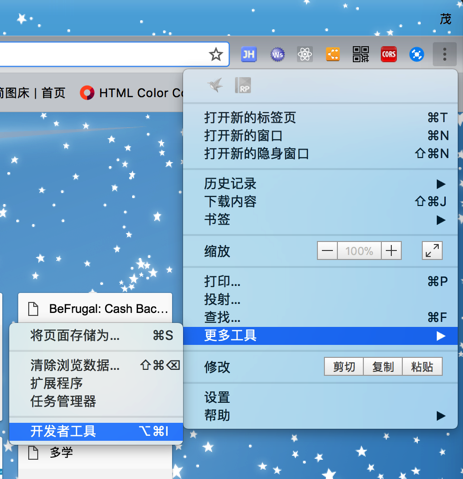 茂
JH
Ws
CORS
简图床 | 首页
HTML Color Co
RP
打开新的标签页 ⌘T
打开新的窗口 ⌘N
打开新的隐身窗口 ⇧⌘N
历史记录 ▶
下载内容 ⇧⌘J
书签 ▶
缩放 — 100% +
打印... ⌘P
投射...
查找... ⌘F
更多工具 ▶
修改 剪切 复制 粘贴
设置
帮助 ▶
BeFrugal: Cash Bac...
将页面存储为... ⌘S
清除浏览数据... ⇧⌘⌫
扩展程序
任务管理器
开发者工具 ⌥⌘I
多学